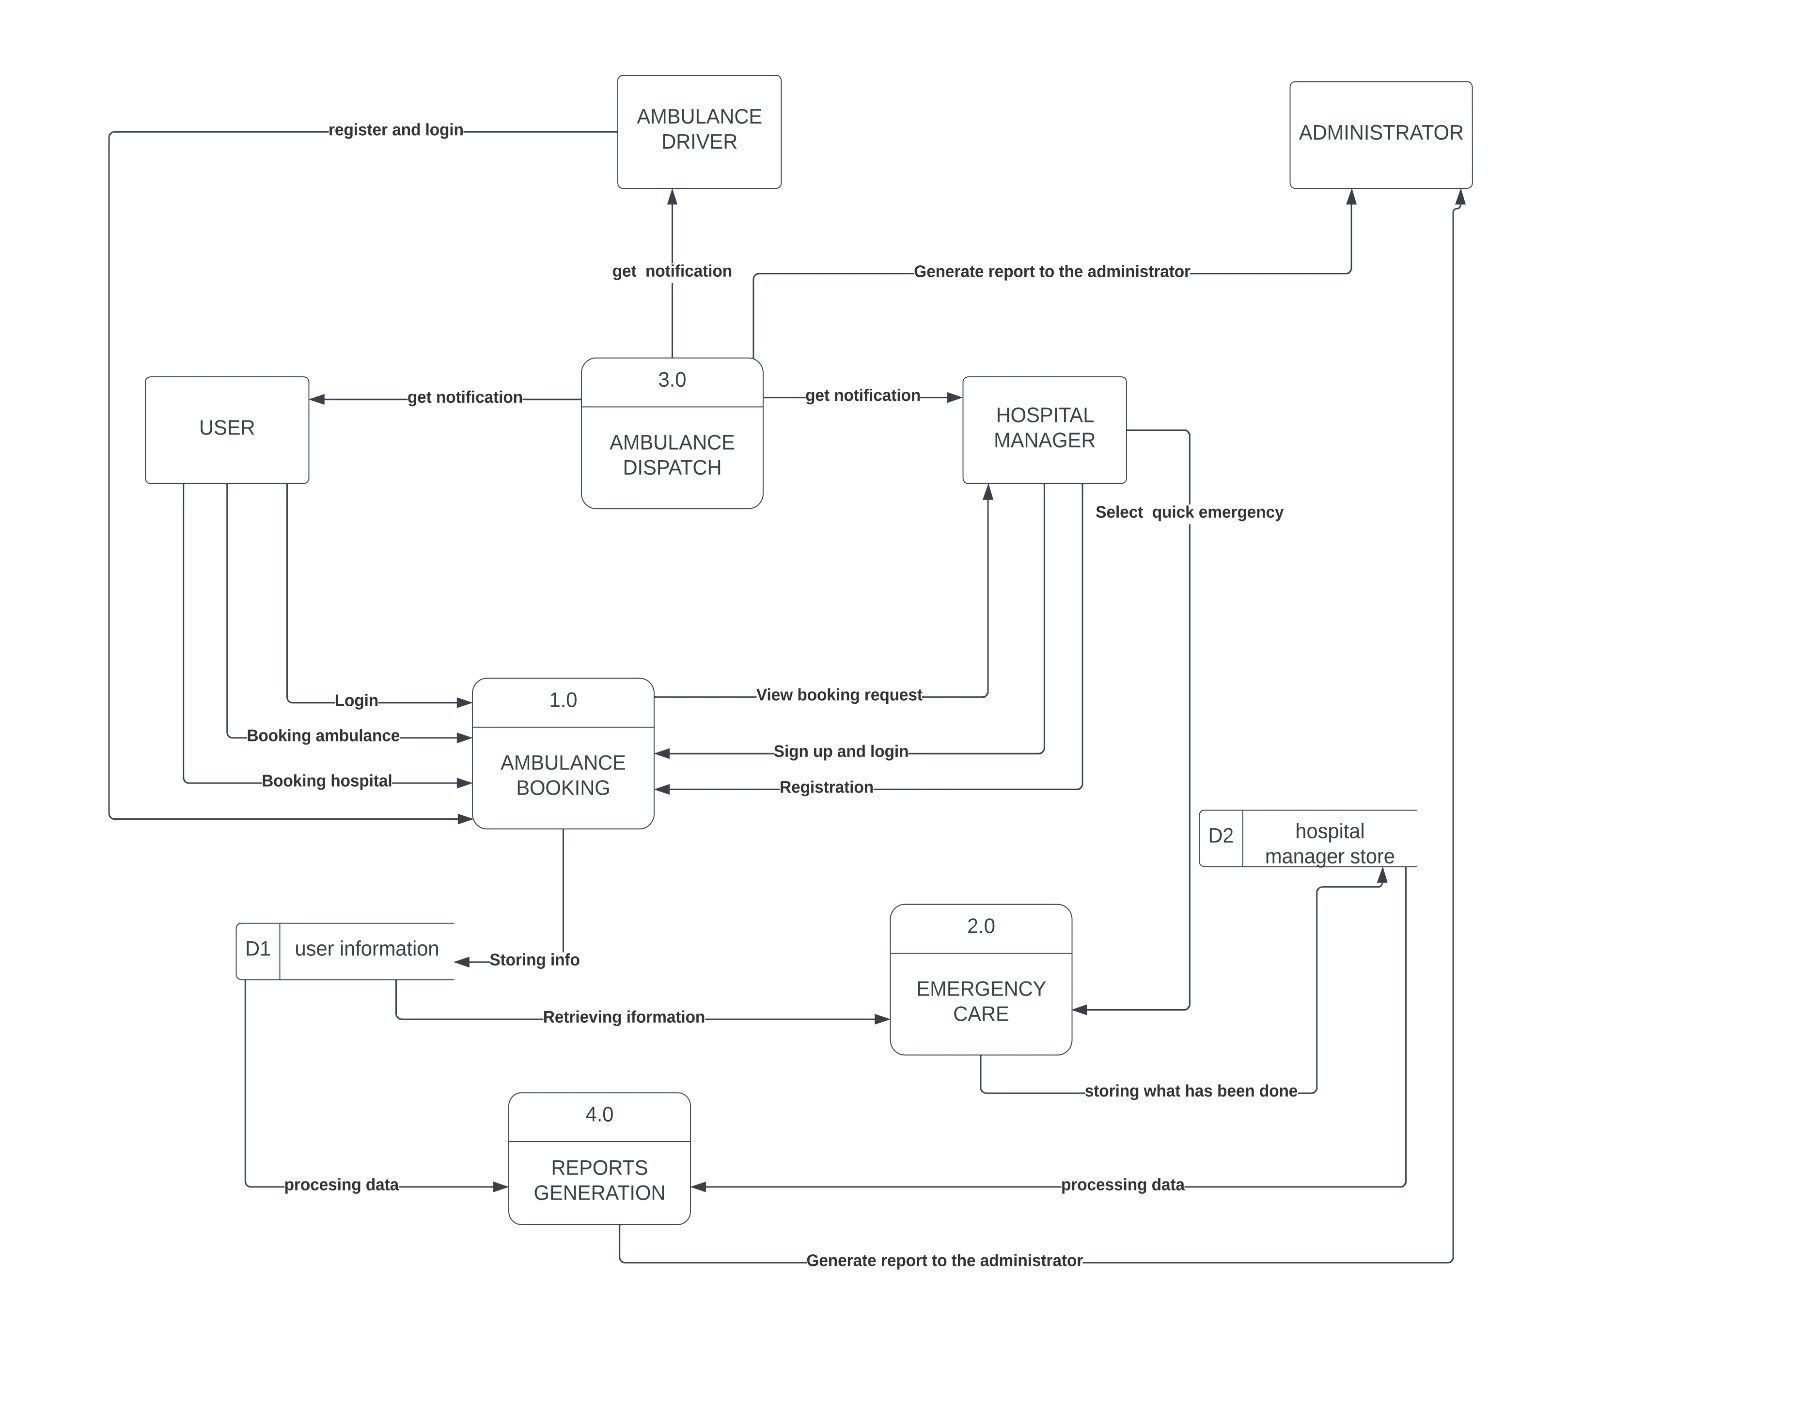 AMBULANCE
DRIVER
ADMINISTRATOR
register and login
get  notification
Generate report to the administrator
3.0
AMBULANCE
DISPATCH
USER
get notification
get notification
HOSPITAL
MANAGER
Select  quick emergency
1.0
AMBULANCE
BOOKING
Login
Booking ambulance
Booking hospital
View booking request
Sign up and login
Registration
D2
hospital
manager store
2.0
EMERGENCY
CARE
D1
user information
Storing info
Retrieving iformation
storing what has been done
4.0
REPORTS
GENERATION
procesing data
processing data
Generate report to the administrator